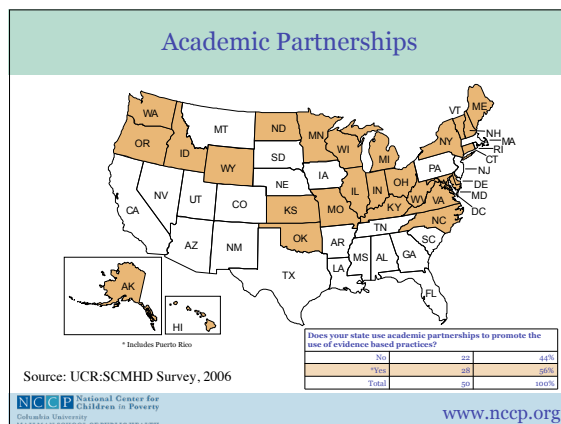 Academic Partnerships
WA
OR
ID
MT
WY
ND
SD
NE
MN
WI
IA
MI
NV
UT
CO
CA
AZ
NM
KS
OK
TX
MO
AR
LA
IL
IN
OH
KY
WV
VA
NC
TN
SC
MS
AL
GA
FL
PA
NY
VT
ME
NH
MA
RI
CT
NJ
DE
MD
DC
AK
HI
* Includes Puerto Rico
Does your state use academic partnerships to promote the
use of evidence based practices?
No 22 44%
*Yes 28 56%
Total 50 100%
Source: UCR:SCMHD Survey, 2006
NCCP National Center for
Children in Poverty
Columbia University
www.nccp.org